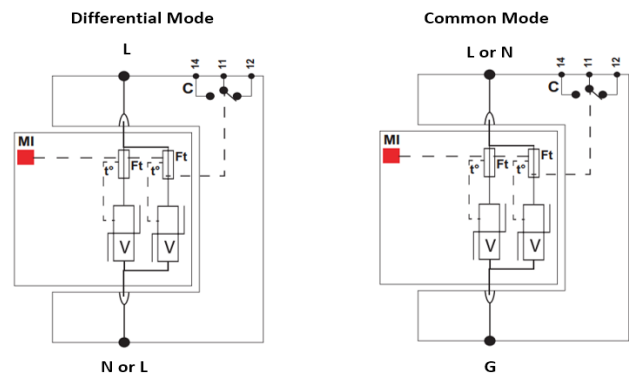 Differential Mode
L
14 11 12
C
MI
Ft
t° Ft t°
V V
N or L
Common Mode
L or N
14 11 12
C
MI
Ft
t° Ft t°
V V
G